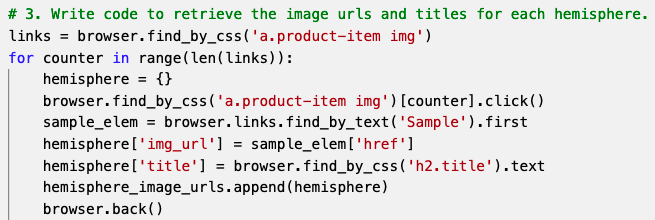 # 3. Write code to retrieve the image urls and titles for each hemisphere.
links = browser.find_by_css('a.product-item img')
for counter in range(len(links)):
    hemisphere = {}
    browser.find_by_css('a.product-item img')[counter].click()
    sample_elem = browser.links.find_by_text('Sample').first
    hemisphere['img_url'] = sample_elem['href']
    hemisphere['title'] = browser.find_by_css('h2.title').text
    hemisphere_image_urls.append(hemisphere)
    browser.back()